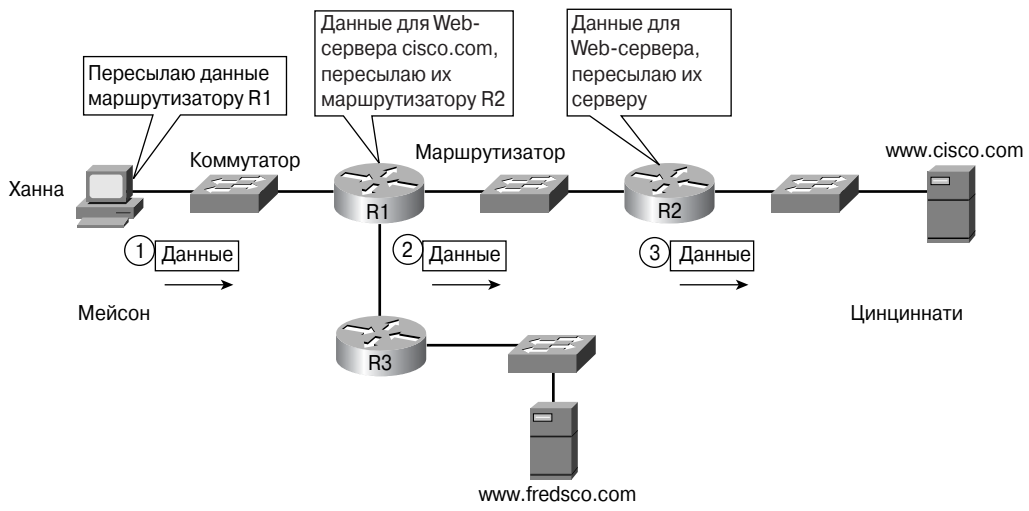 Пересылаю данные
маршрутизатору R1
Данные для Web-
сервера cisco.com,
пересылаю их
маршрутизатору R2
Данные для
Web-сервера,
пересылаю их
серверу
Ханна
Коммутатор
R1
Маршрутизатор
R2
www.cisco.com
1 Данные
2 Данные
3 Данные
Мейсон
Цинциннати
R3
www.fredsco.com